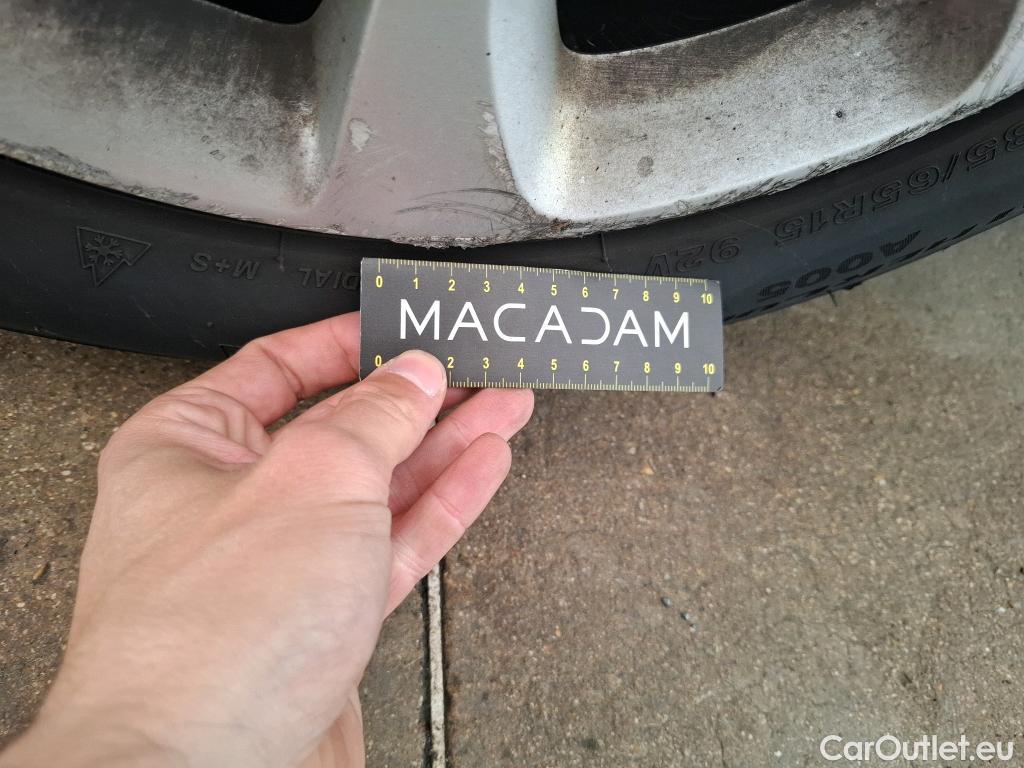 85/65R15
92V
A005
M+S
DIAL
0 1 2 3 4 5 6 7 8 9 10
MACADAM
0 2 3 4 5 6 7 8 9 10
CarOutlet.eu